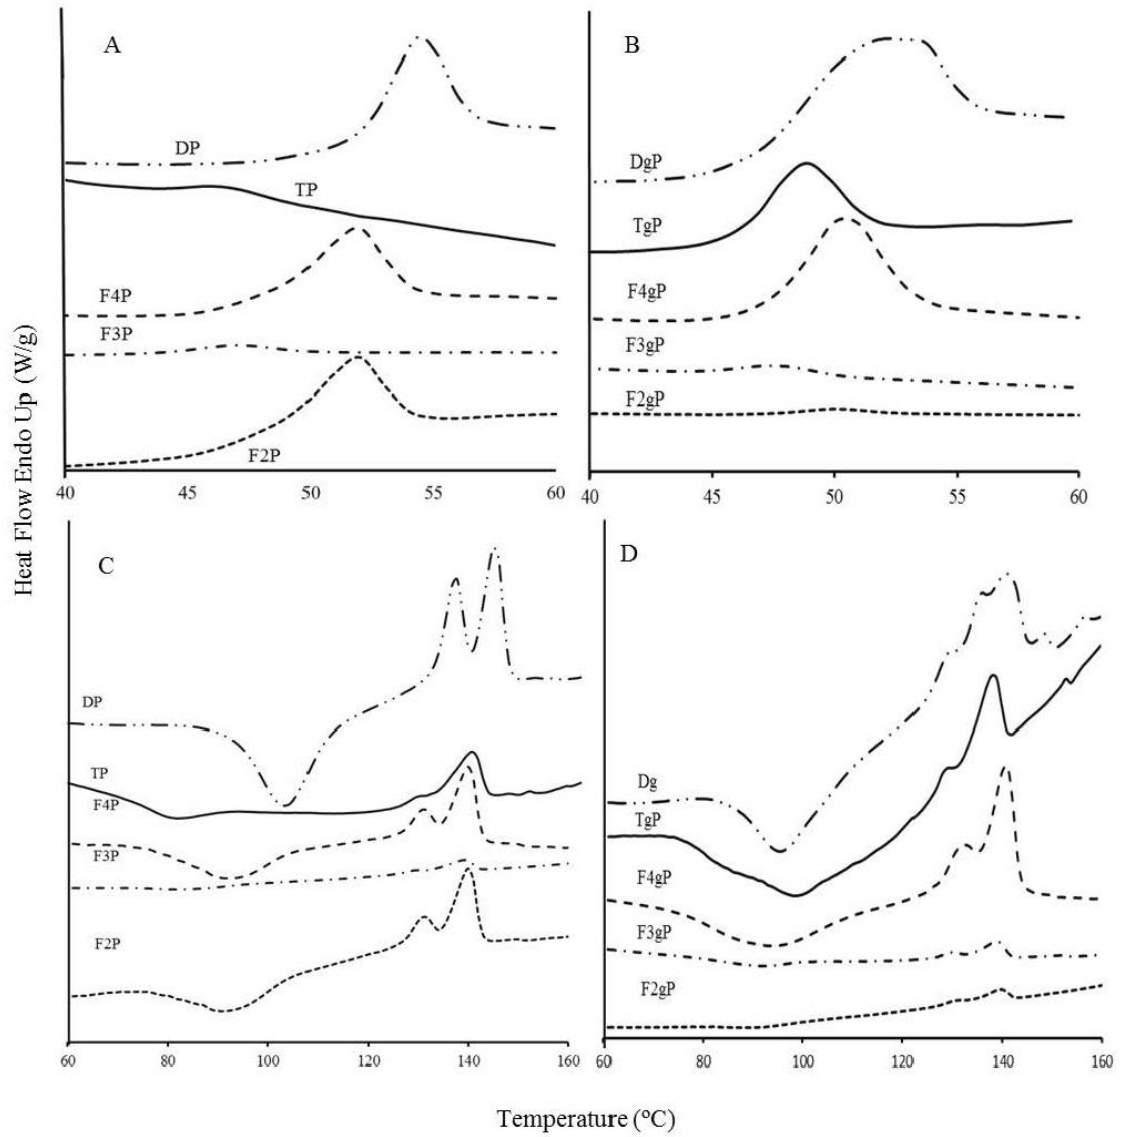 A
DP
TP
F4P
F3P
F2P
40 45 50 55 60
B
DgP
TgP
F4gP
F3gP
F2gP
40 45 50 55 60
Heat Flow Endo Up (W/g)
C
DP
TP
F4P
F3P
F2P
60 80 100 120 140 160
D
Dg
TgP
F4gP
F3gP
F2gP
60 80 100 120 140 160
Temperature (ºC)